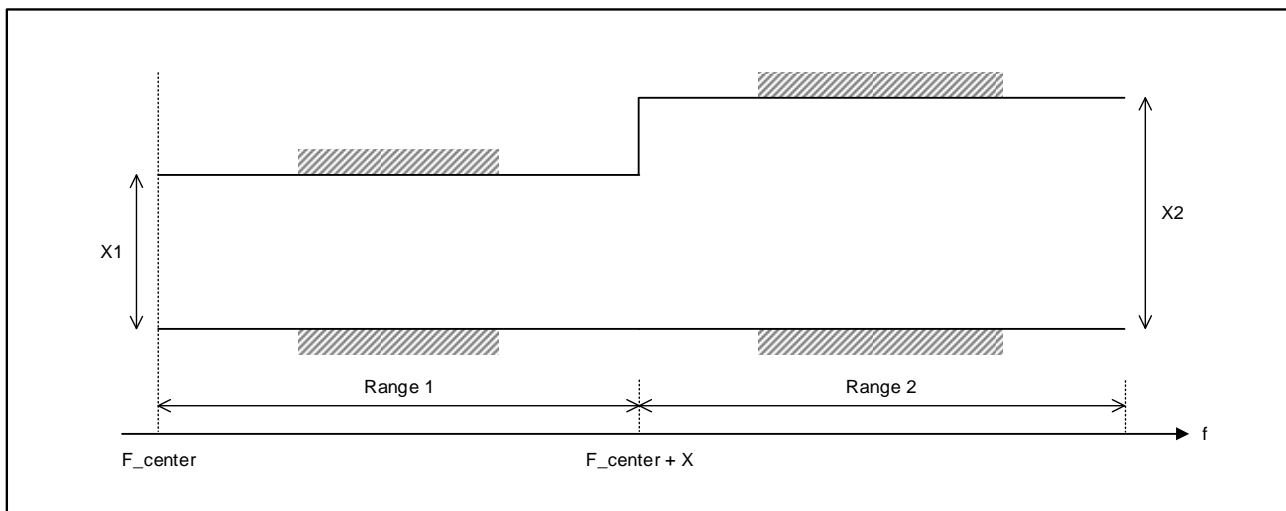 X1
X2
Range 1
Range 2
f
F_center
F_center + X